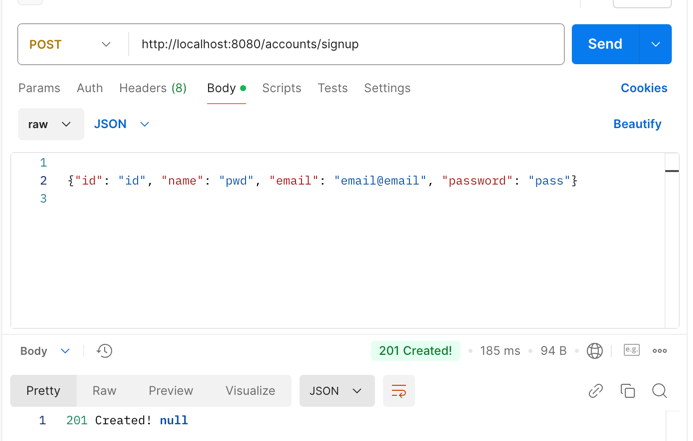 POST http://localhost:8080/accounts/signup Send
Params Auth Headers (8) Body Scripts Tests Settings Cookies
raw JSON Beautify
1
2 {"id": "id", "name": "pwd", "email": "email@email", "password": "pass"}
3
Body 201 Created! 185 ms 94 B e.g.
Pretty Raw Preview Visualize JSON
1 201 Created! null